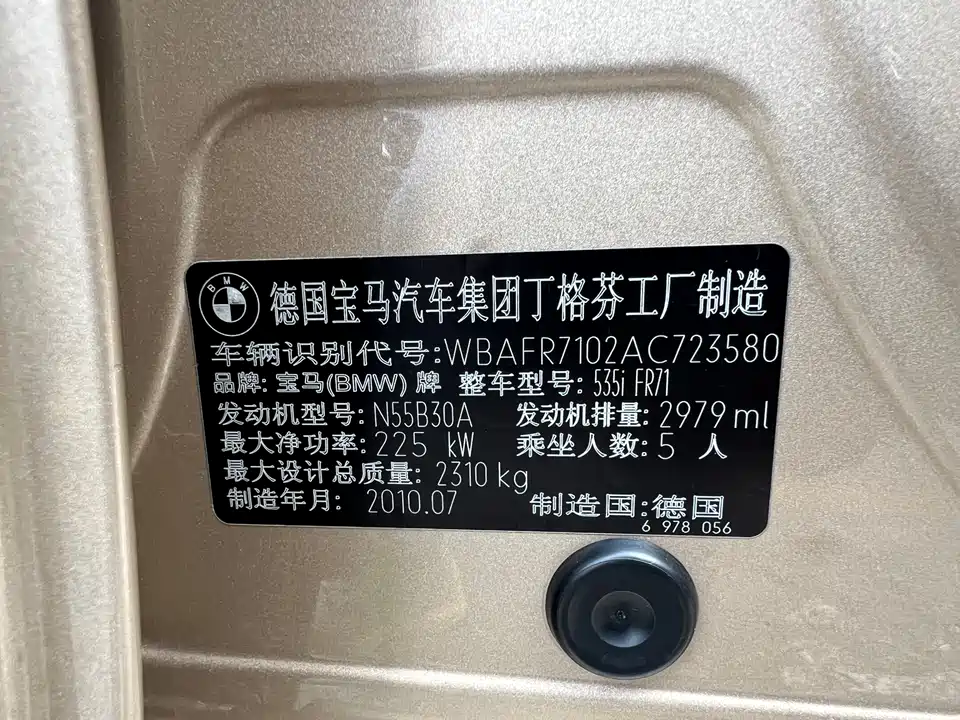 BMW
德国宝马汽车集团丁格芬工厂制造
车辆识别代号:WBAFR7102AC723580
品牌: 宝马(BMW) 牌 整车型号: 535i FR71
发动机型号: N55B30A 发动机排量: 2979 ml
最大净功率: 225 kW 乘坐人数: 5 人
最大设计总质量: 2310 kg
制造年月: 2010.07 制造国:德国
6 978 056